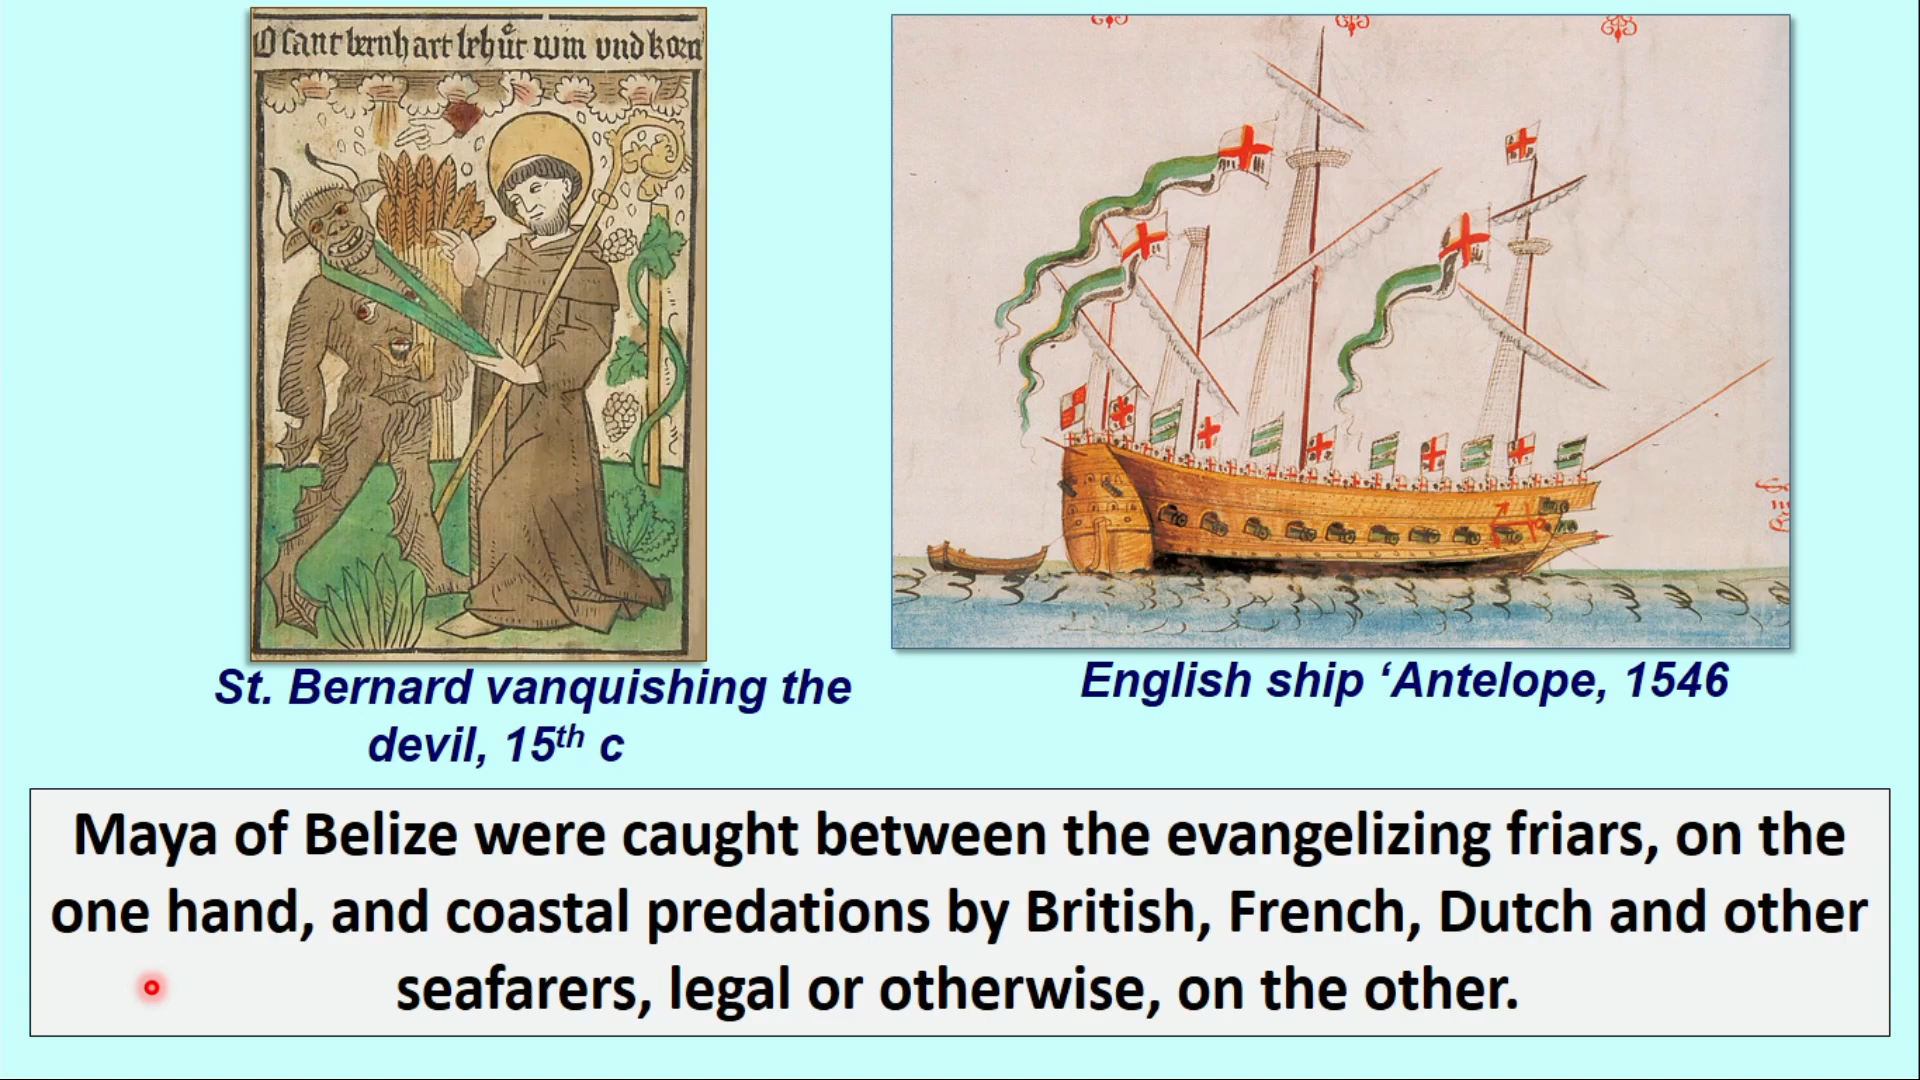 O sant bernhart behüt win und korn
St. Bernard vanquishing the
devil, 15th c
English ship ‘Antelope, 1546
Maya of Belize were caught between the evangelizing friars, on the
one hand, and coastal predations by British, French, Dutch and other
seafarers, legal or otherwise, on the other.